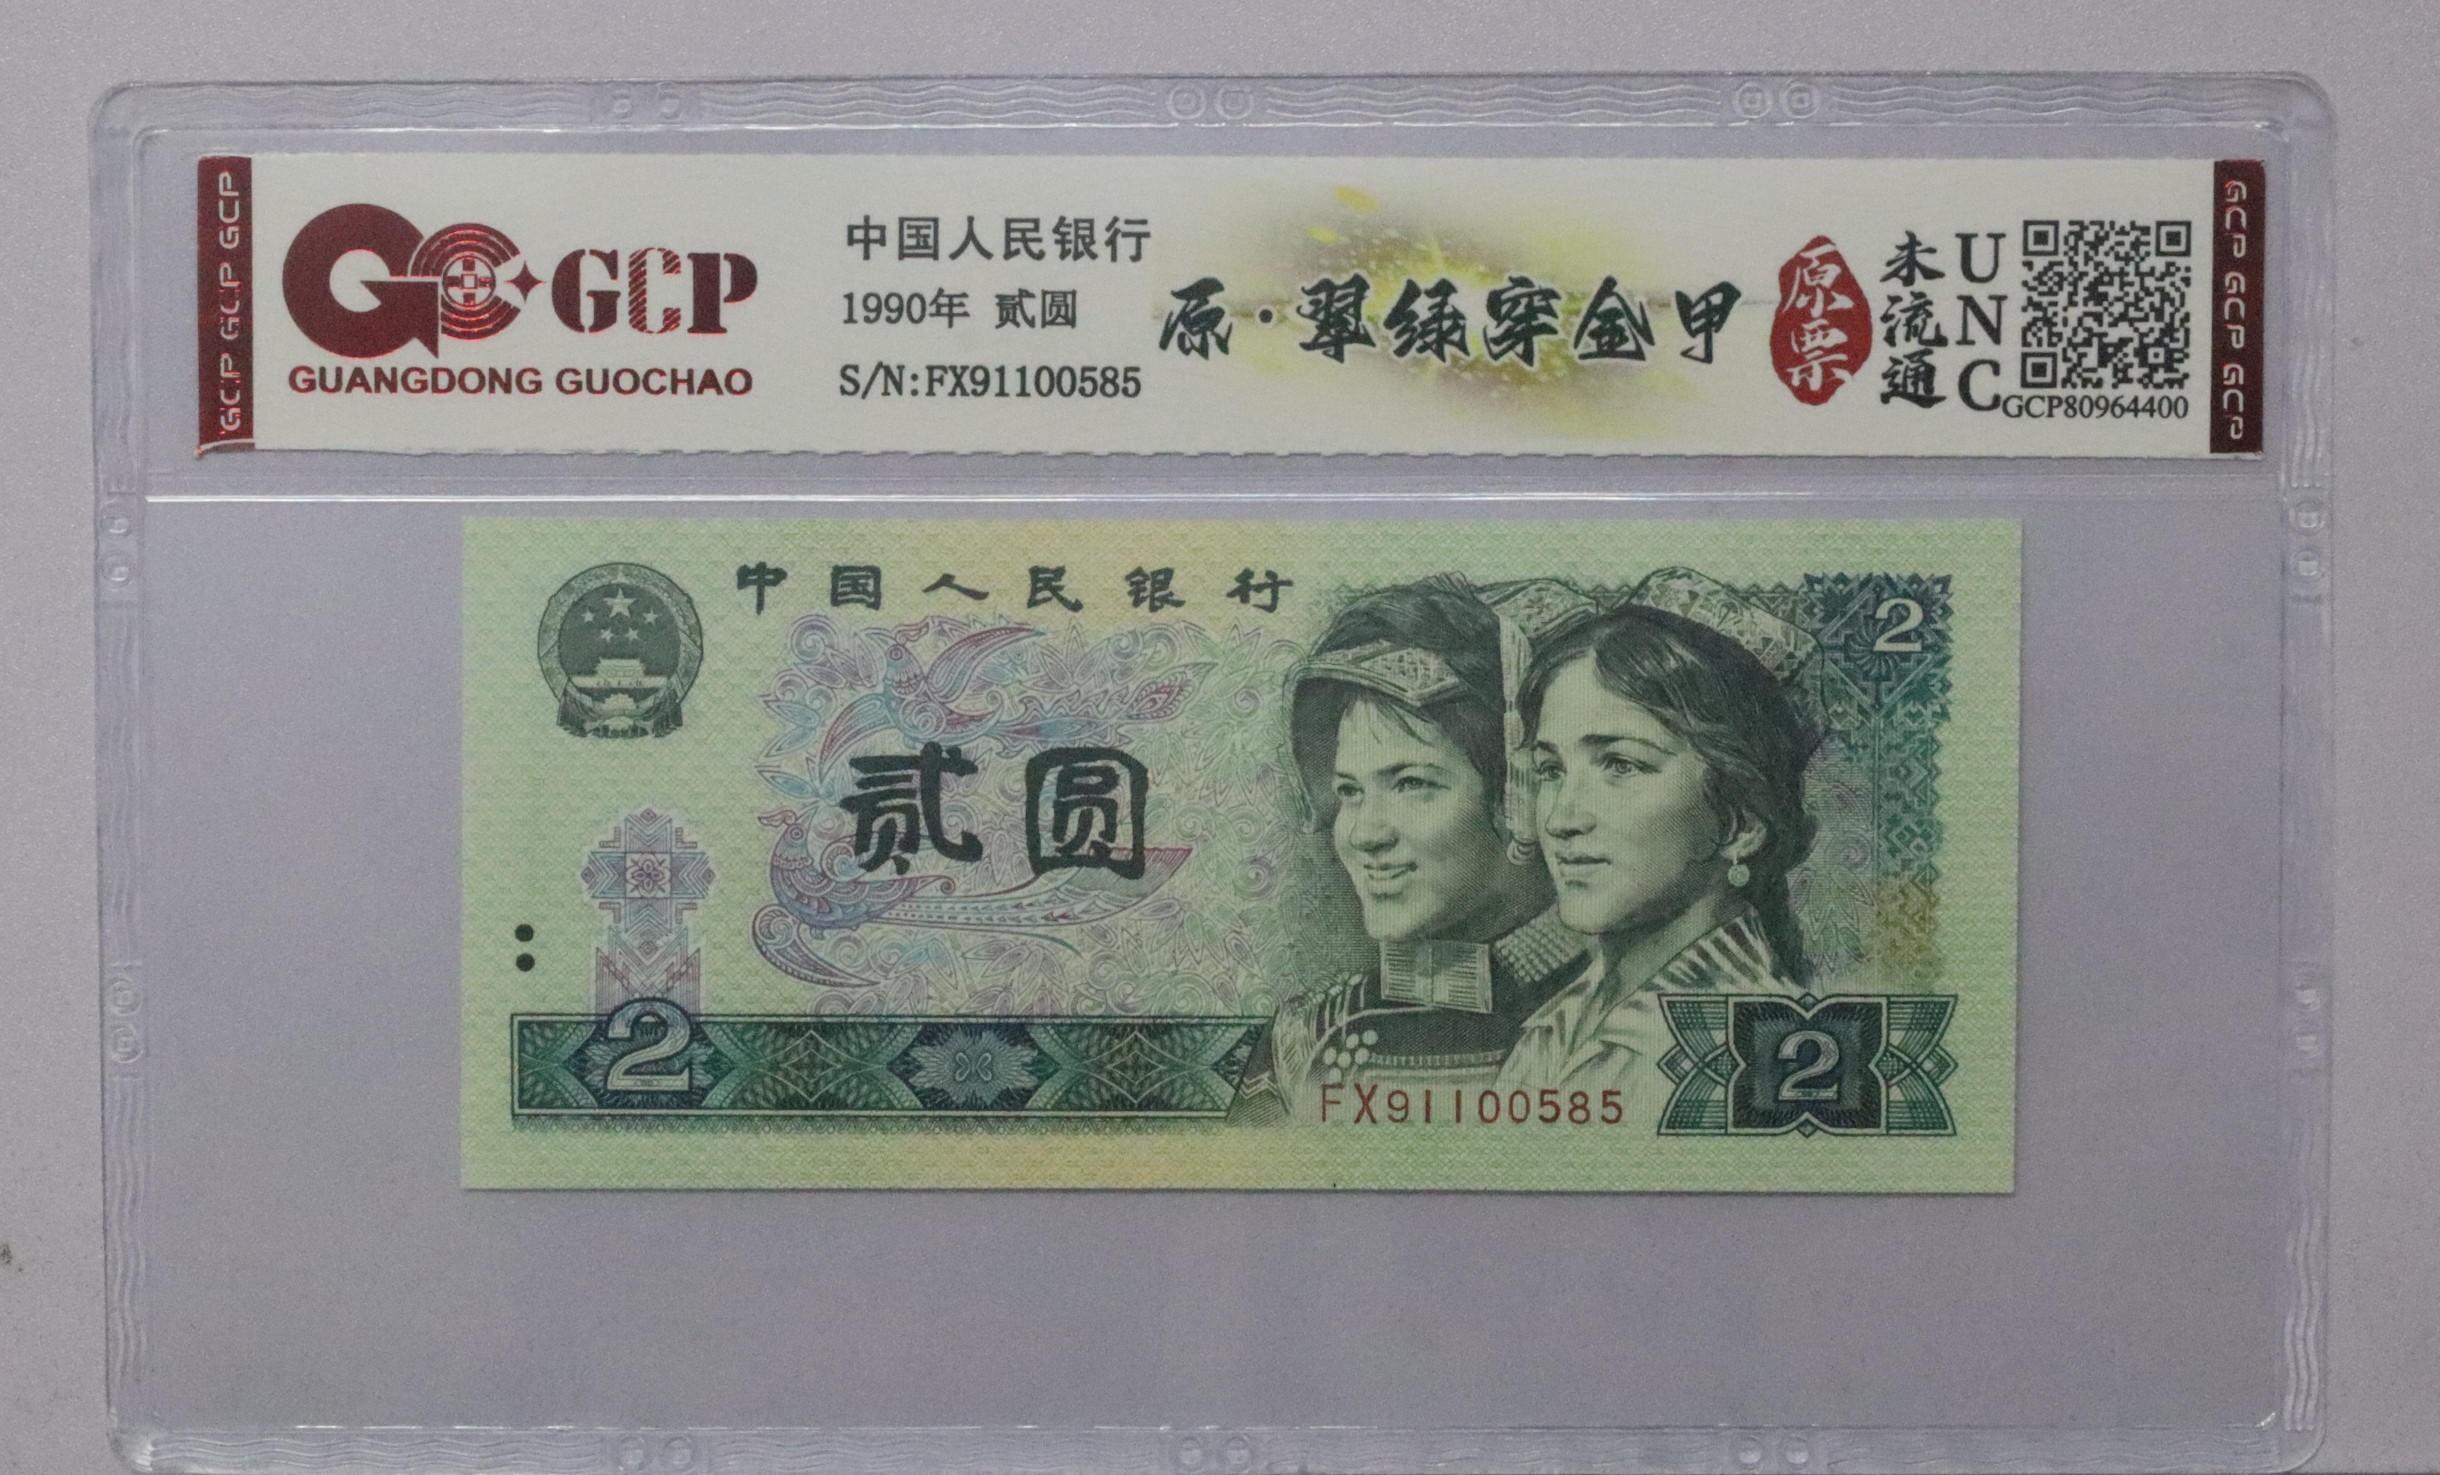 GCP GCP GCP
GCP
GUANGDONG GUOCHAO
中国人民银行
1990年 贰圆
S/N:FX91100585
原·翠绿穿金甲
原票
未流通
UNC
GCP80964400
GCP GCP GCP
中国人民银行
2
贰圆
2
FX91100585
2